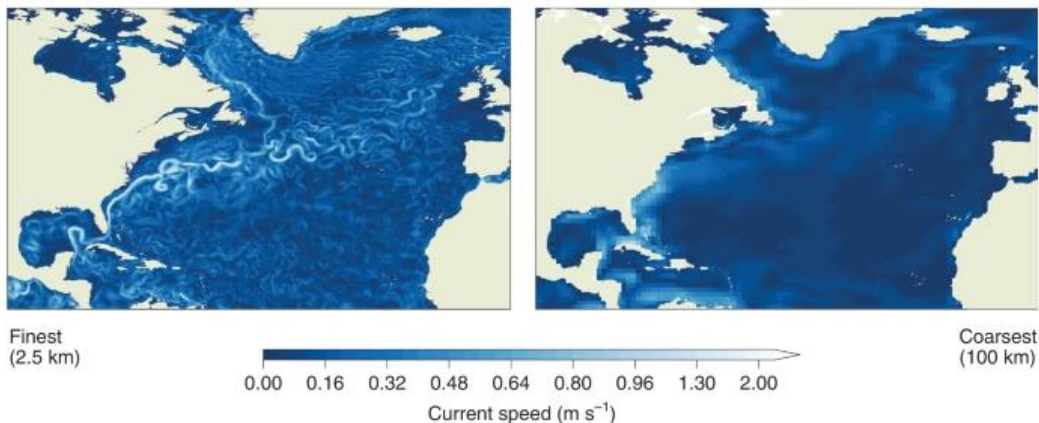 Finest
(2.5 km)
Coarsest
(100 km)
0.00 0.16 0.32 0.48 0.64 0.80 0.96 1.30 2.00
Current speed (m s⁻¹)